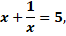 x + 1/x = 5,